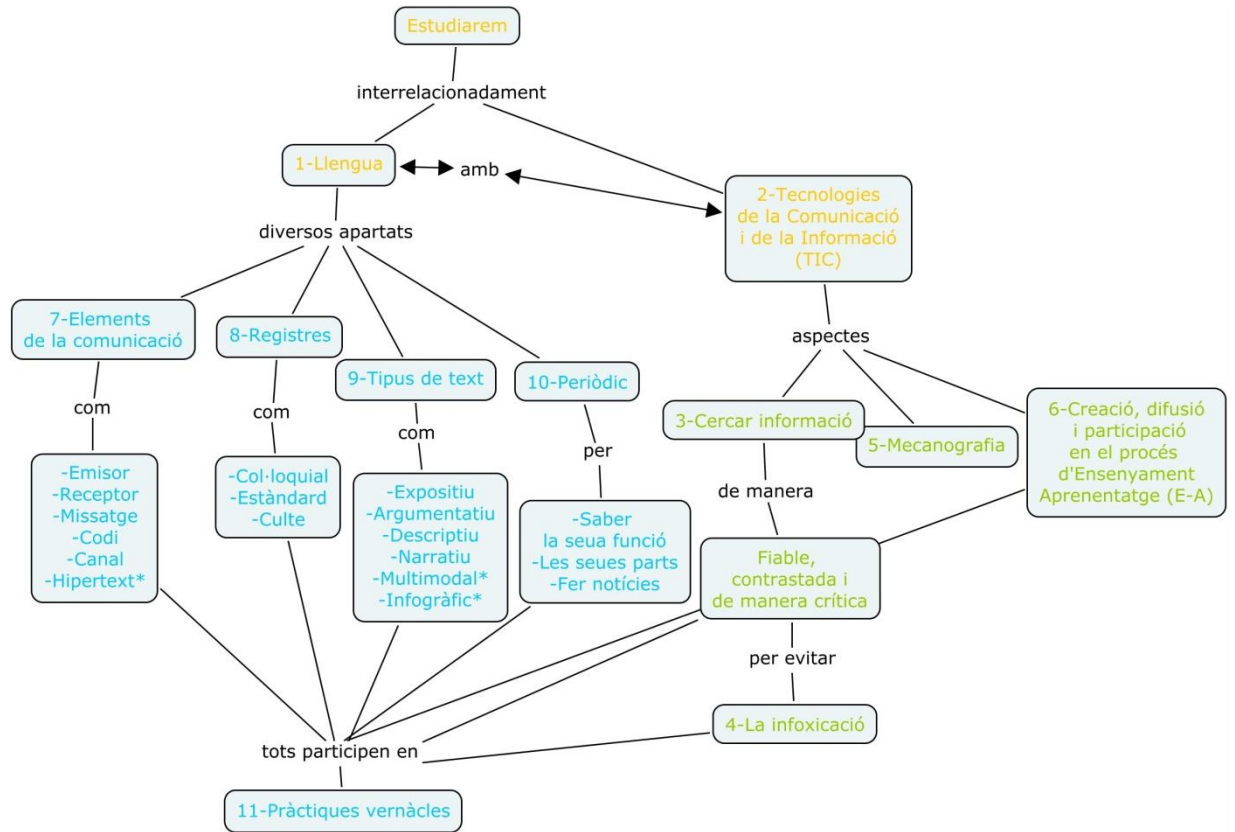 Estudiarem
interrelacionadament
1-Llengua
amb
2-Tecnologies
de la Comunicació
i de la Informació
(TIC)
diversos apartats
7-Elements
de la comunicació
8-Registres
9-Tipus de text
10-Periòdic
aspectes
3-Cercar informació
5-Mecanografia
6-Creació, difusió
i participació
en el procés
d'Ensenyament
Aprenentatge (E-A)
com
-Emisor
-Receptor
-Missatge
-Codi
-Canal
-Hipertext*
com
-Col·loquial
-Estàndard
-Culte
com
-Expositiu
-Argumentatiu
-Descriptiu
-Narratiu
-Multimodal*
-Infogràfic*
per
-Saber
la seua funció
-Les seues parts
-Fer notícies
de manera
Fiable,
contrastada i
de manera crítica
per evitar
4-La infoxicació
tots participen en
11-Pràctiques vernàcles